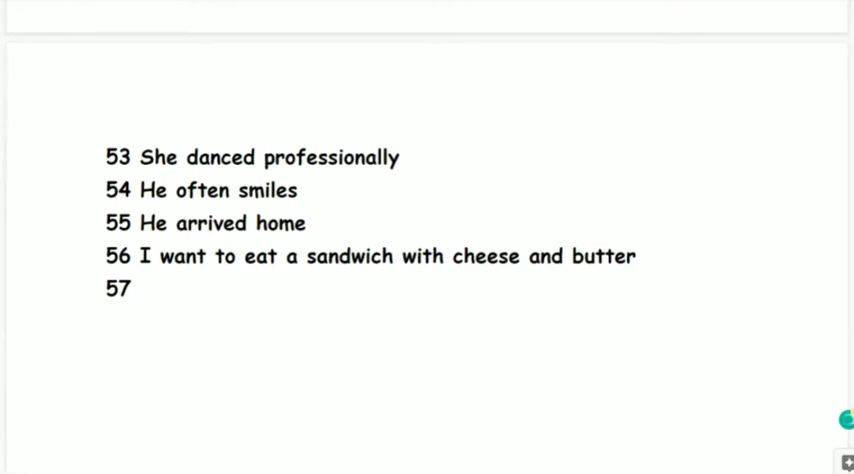 53 She danced professionally
54 He often smiles
55 He arrived home
56 I want to eat a sandwich with cheese and butter
57